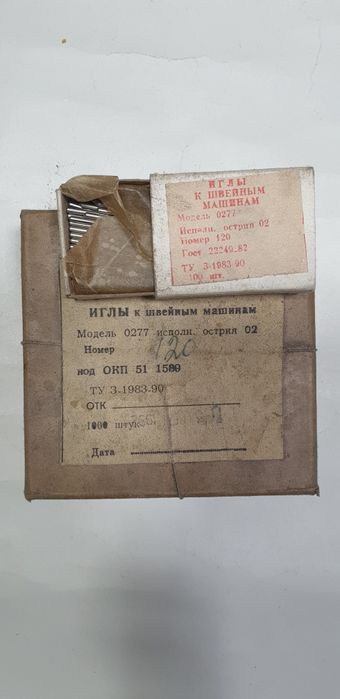 ИГЛЫ
К ШВЕЙНЫМ
МАШИНАМ
Модель 0277
Исполн. острия 02
Номер 120
Гост 22249-82
ТУ 3-1983-90
100 шт.
ИГЛЫ к швейным машинам
Модель 0277 исполн. острия 02
Номер 120
код ОКП 51 1589
ТУ 3-1983-90
ОТК
1000 штук
Дата